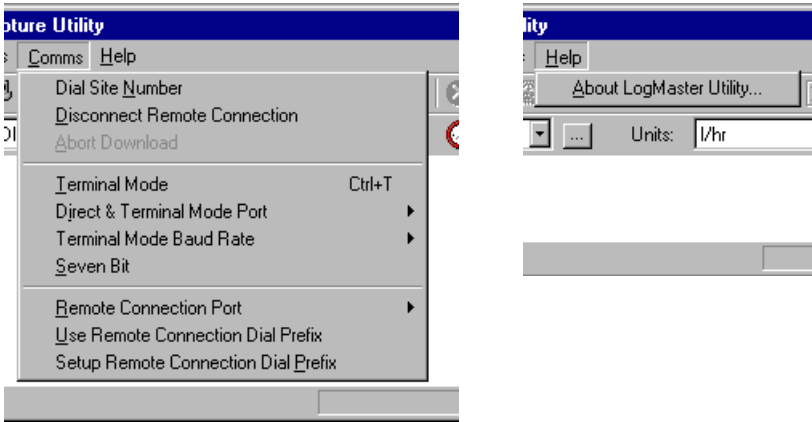 pture Utility
Comms Help
Dial Site Number
Disconnect Remote Connection
Abort Download
Terminal Mode Ctrl+T
Direct & Terminal Mode Port
Terminal Mode Baud Rate
Seven Bit
Remote Connection Port
Use Remote Connection Dial Prefix
Setup Remote Connection Dial Prefix
lity
Help
About LogMaster Utility...
... Units: l/hr